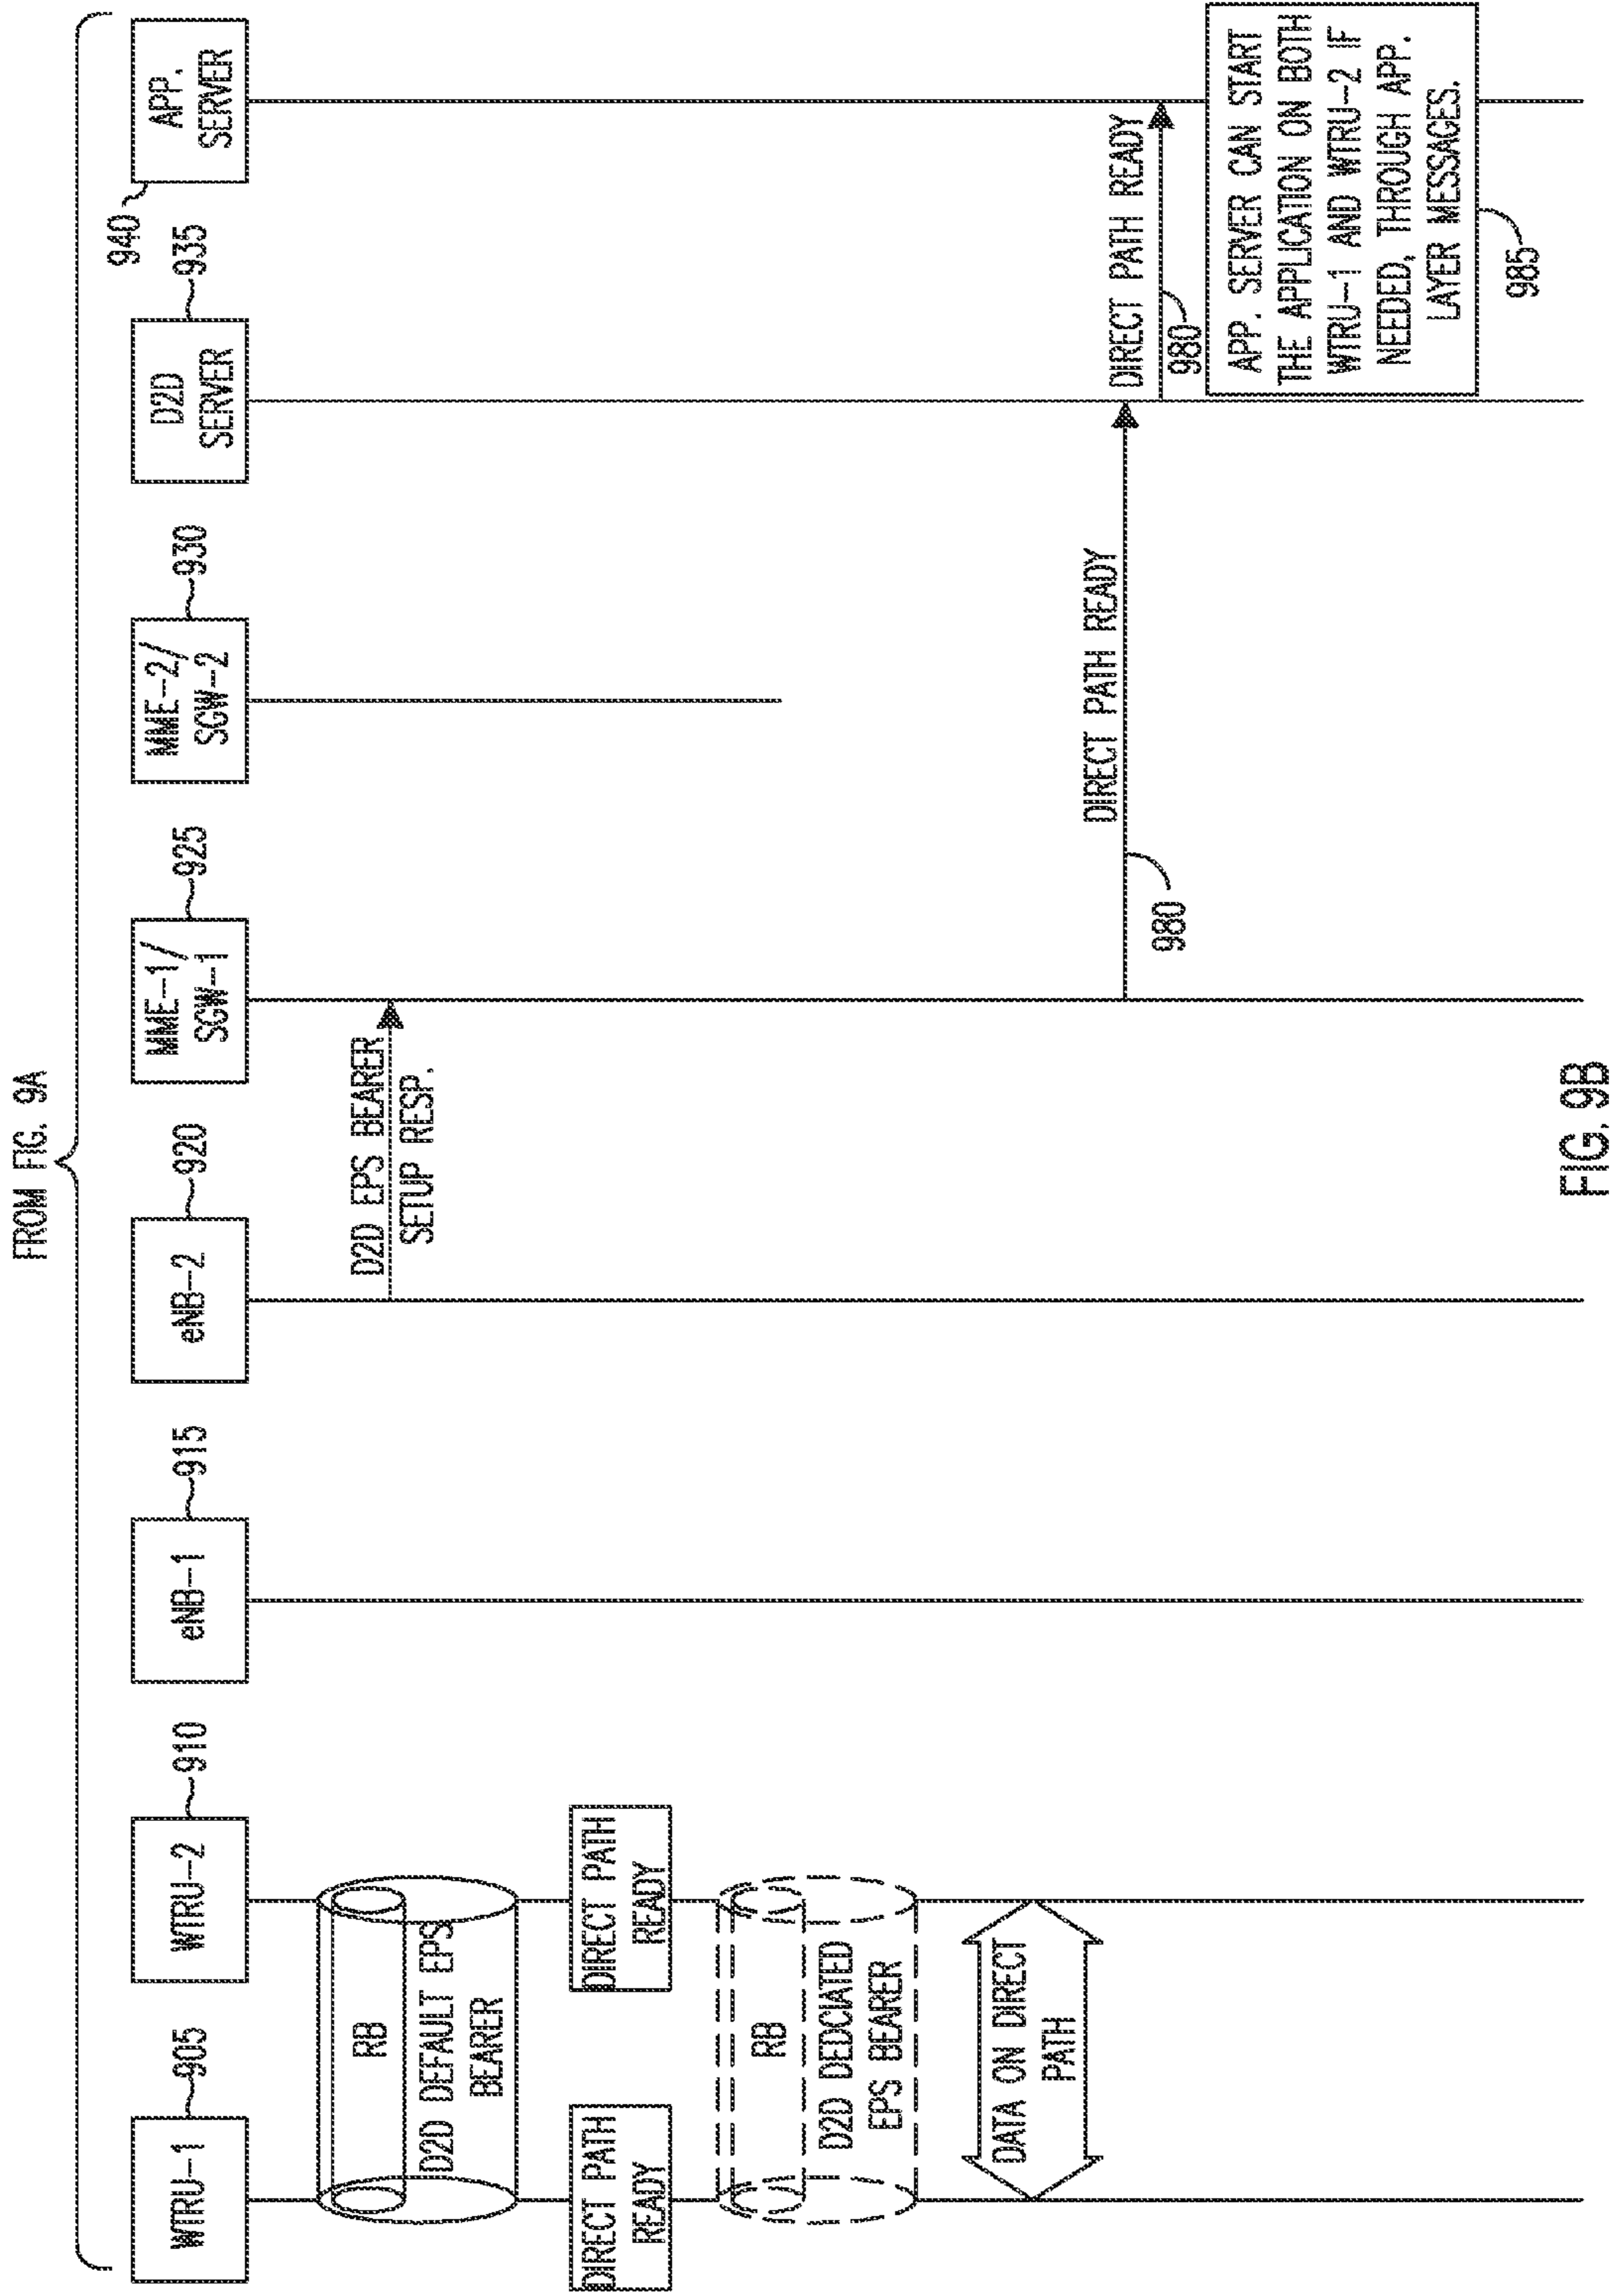 FROM FIG. 9A
905
910
915
920
925
930
935
940
WTRU-1
WTRU-2
eNB-1
eNB-2
MME-1/
SGW-1
MME-2/
SGW-2
D2D
SERVER
APP.
SERVER
RB
D2D DEFAULT EPS
BEARER
D2D EPS BEARER
SETUP RESP.
DIRECT PATH
READY
DIRECT PATH
READY
RB
D2D DEDCIATED
EPS BEARER
DATA ON DIRECT
PATH
DIRECT PATH READY
980
DIRECT PATH READY
980
APP. SERVER CAN START
THE APPLICATION ON BOTH
WTRU-1 AND WTRU-2 IF
NEEDED, THROUGH APP.
LAYER MESSAGES.
985
FIG. 9B